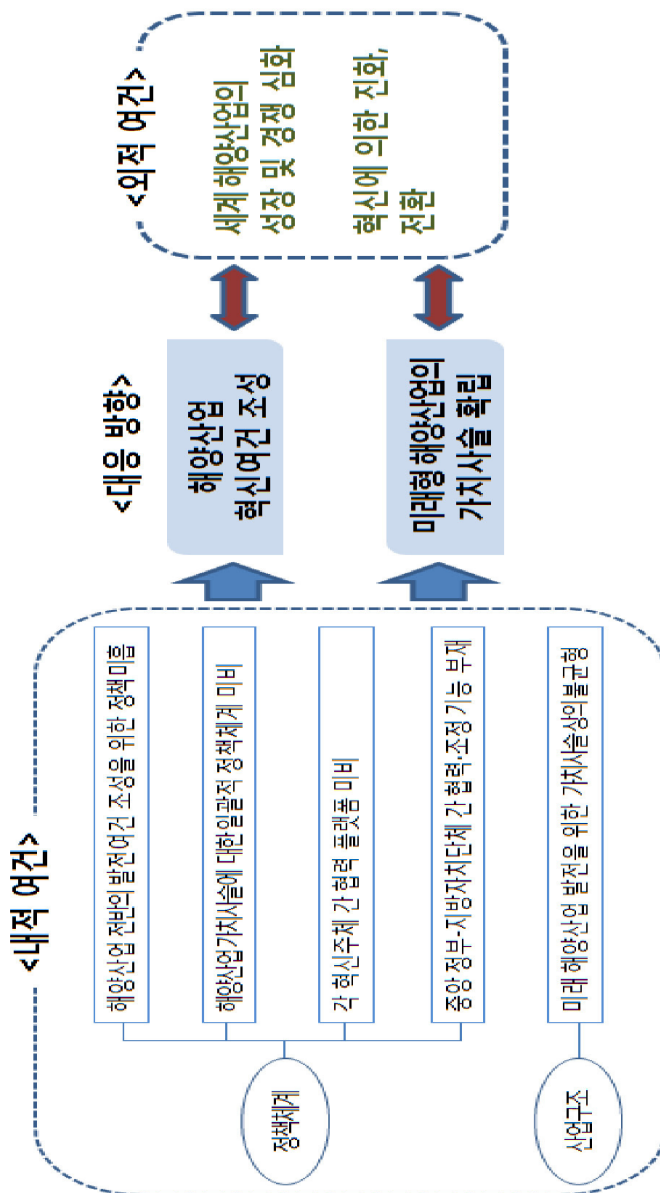 <내적 여건>
정책체계
해양산업 전반의 발전여건 조성을 위한 정책미흡
해양산업가치사슬에 대한일괄적 정책체계 미비
각 혁신주체 간 협력 플랫폼 미비
중앙정부-지방자치단체 간 협력,조정 기능 부재
산업구조
미래 해양산업 발전을 위한 가치사슬상의불균형
<대응 방향>
해양산업
혁신여건 조성
미래형 해양산업의
가치사슬 확립
<외적 여건>
세계 해양산업의
성장 및 경쟁 심화
혁신에 의한 진화,
전환